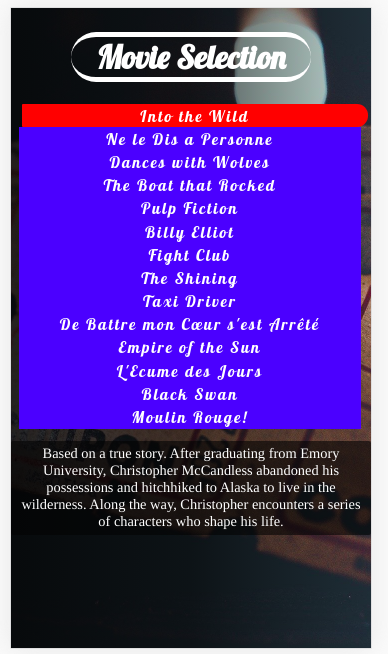 Movie Selection
Into the Wild
Ne le Dis a Personne
Dances with Wolves
The Boat that Rocked
Pulp Fiction
Billy Elliot
Fight Club
The Shining
Taxi Driver
De Battre mon Cœur s'est Arrêté
Empire of the Sun
L'Ecume des Jours
Black Swan
Moulin Rouge!
Based on a true story. After graduating from Emory
University, Christopher McCandless abandoned his
possessions and hitchhiked to Alaska to live in the
wilderness. Along the way, Christopher encounters a series
of characters who shape his life.